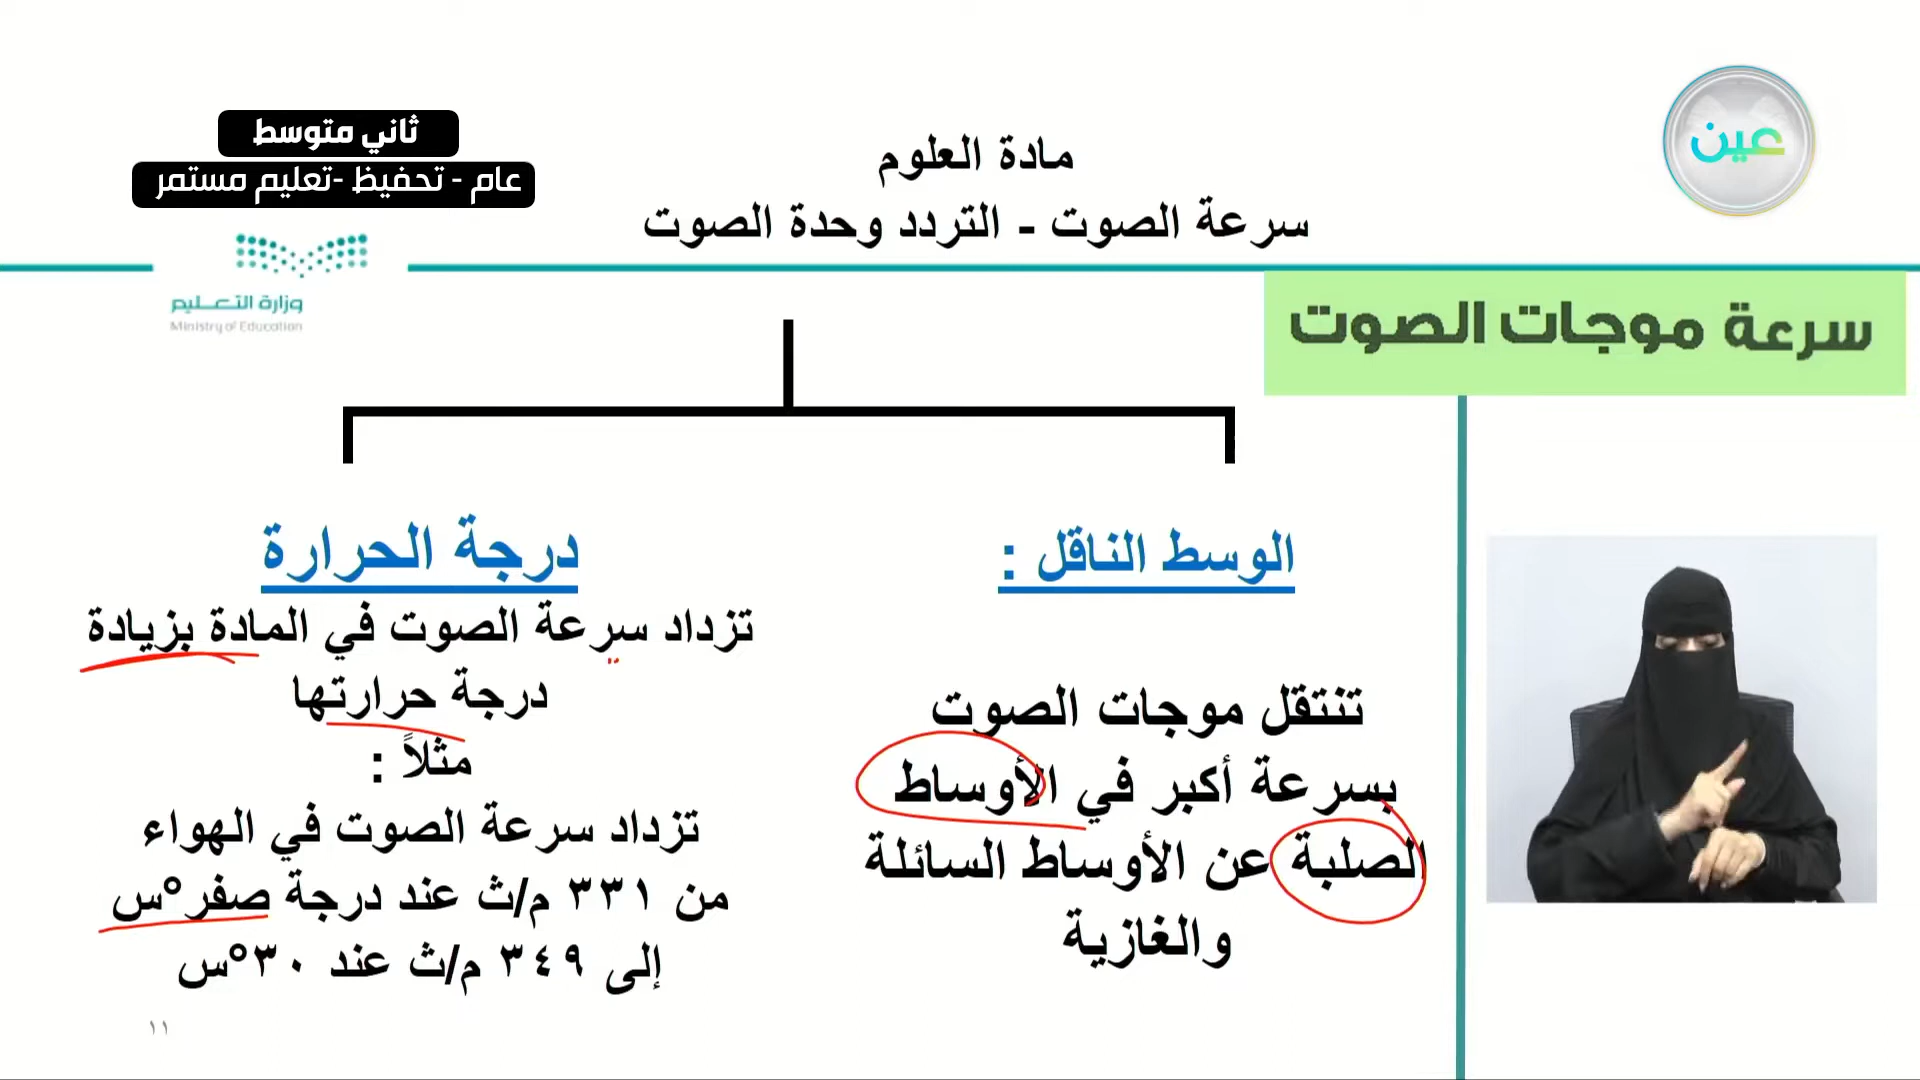 عين
ثاني متوسط
عام - تحفيظ -تعليم مستمر
مادة العلوم
سرعة الصوت - التردد وحدة الصوت
وزارة التعليم
Ministry of Education
سرعة موجات الصوت
الوسط الناقل :
تنتقل موجات الصوت
بسرعة أكبر في الأوساط
الصلبة عن الأوساط السائلة
والغازية
درجة الحرارة
تزداد سرعة الصوت في المادة بزيادة
درجة حرارتها
مثلاً :
تزداد سرعة الصوت في الهواء
من ٣٣١ م/ث عند درجة صفر°س
إلى ٣٤٩ م/ث عند ٣٠°س
١١